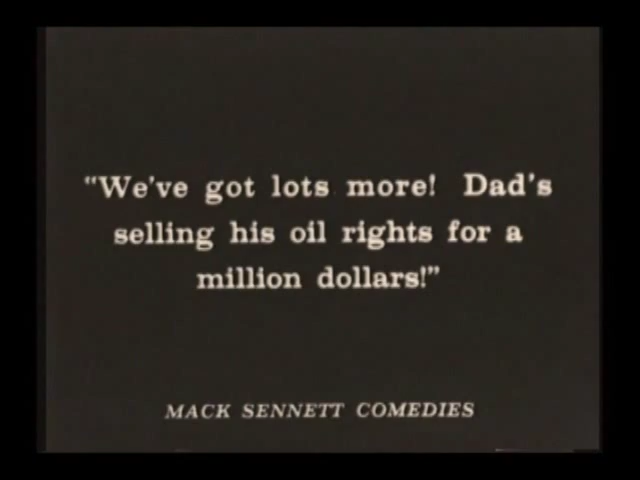 "We've got lots more! Dad's
selling his oil rights for a
million dollars!"
MACK SENNETT COMEDIES